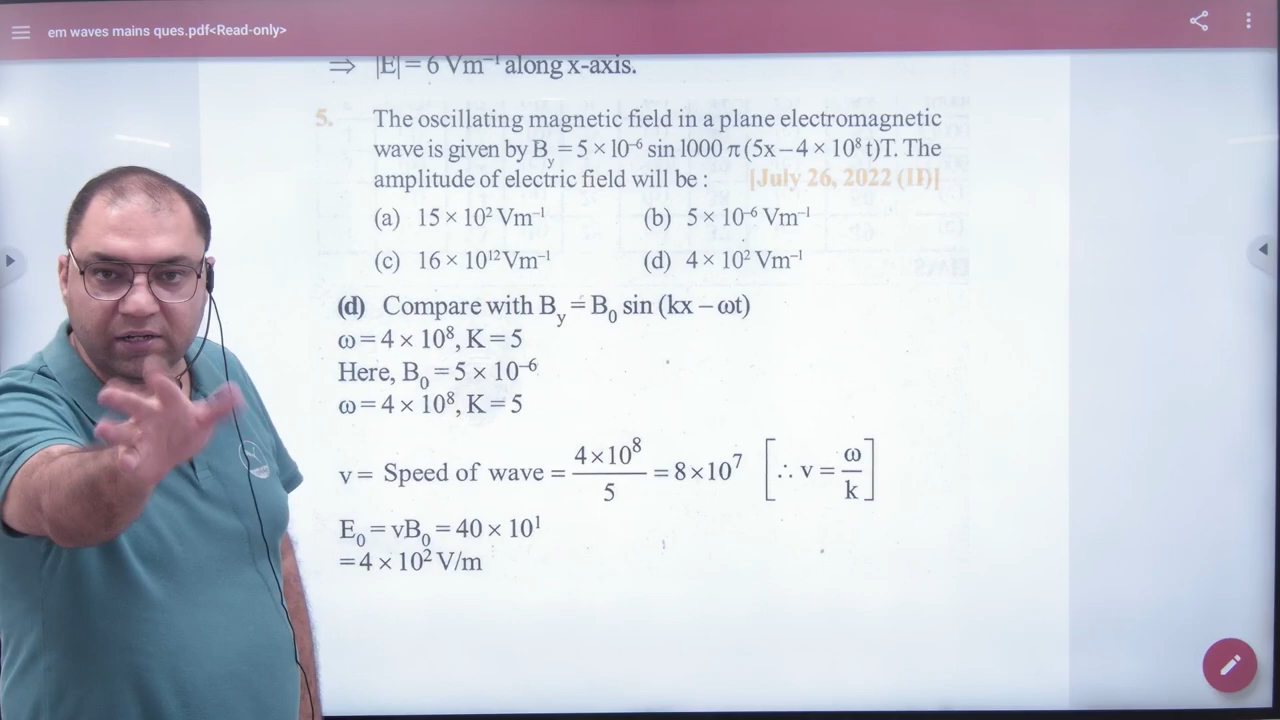 em waves mains ques.pdf<Read-only>
⇒ |E| = 6 Vm⁻¹ along x-axis.
5. The oscillating magnetic field in a plane electromagnetic
wave is given by B_y = 5 × 10⁻⁶ sin 1000 π (5x – 4 × 10⁸ t)T. The
amplitude of electric field will be : [July 26, 2022 (II)]
(a) 15 × 10² Vm⁻¹ (b) 5 × 10⁻⁶ Vm⁻¹
(c) 16 × 10¹² Vm⁻¹ (d) 4 × 10² Vm⁻¹
(d) Compare with B_y = B₀ sin (kx – ωt)
ω = 4 × 10⁸, K = 5
Here, B₀ = 5 × 10⁻⁶
ω = 4 × 10⁸, K = 5
v = Speed of wave = 4×10⁸/5 = 8×10⁷ [∴ v = ω/k]
E₀ = vB₀ = 40 × 10¹
= 4 × 10² V/m